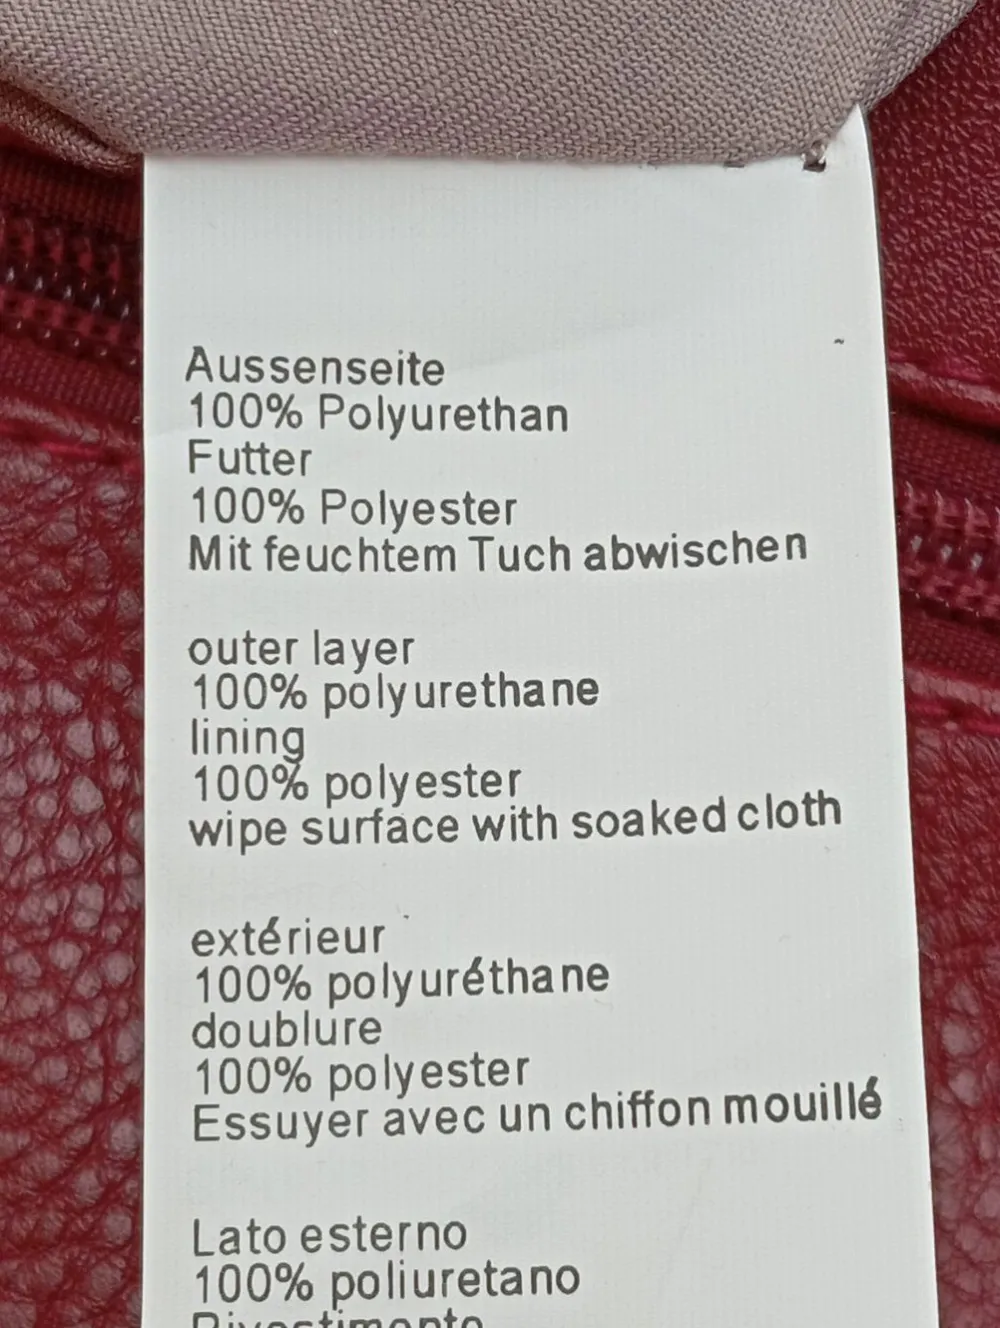 Aussenseite
100% Polyurethan
Futter
100% Polyester
Mit feuchtem Tuch abwischen
outer layer
100% polyurethane
lining
100% polyester
wipe surface with soaked cloth
extérieur
100% polyuréthane
doublure
100% polyester
Essuyer avec un chiffon mouillé
Lato esterno
100% poliuretano